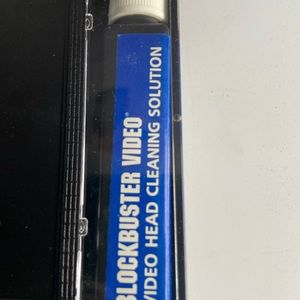 BLOCKBUSTER VIDEO®
VIDEO HEAD CLEANING SOLUTION